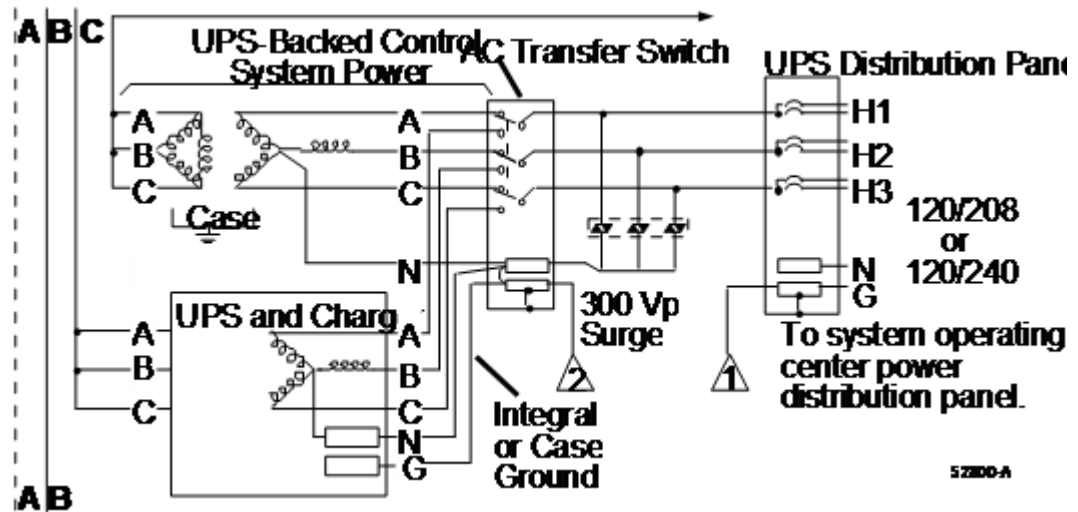 A B C
UPS-Backed Control
System Power
AC Transfer Switch
UPS Distribution Pane
A
B
C
Case
A
B
C
N
H1
H2
H3
120/208
or
120/240
N
G
UPS and Charg
A
B
C
A
B
C
N
G
300 Vp
Surge
2
1
Integral
or Case
Ground
To system operating
center power
distribution panel.
52800-A
A B